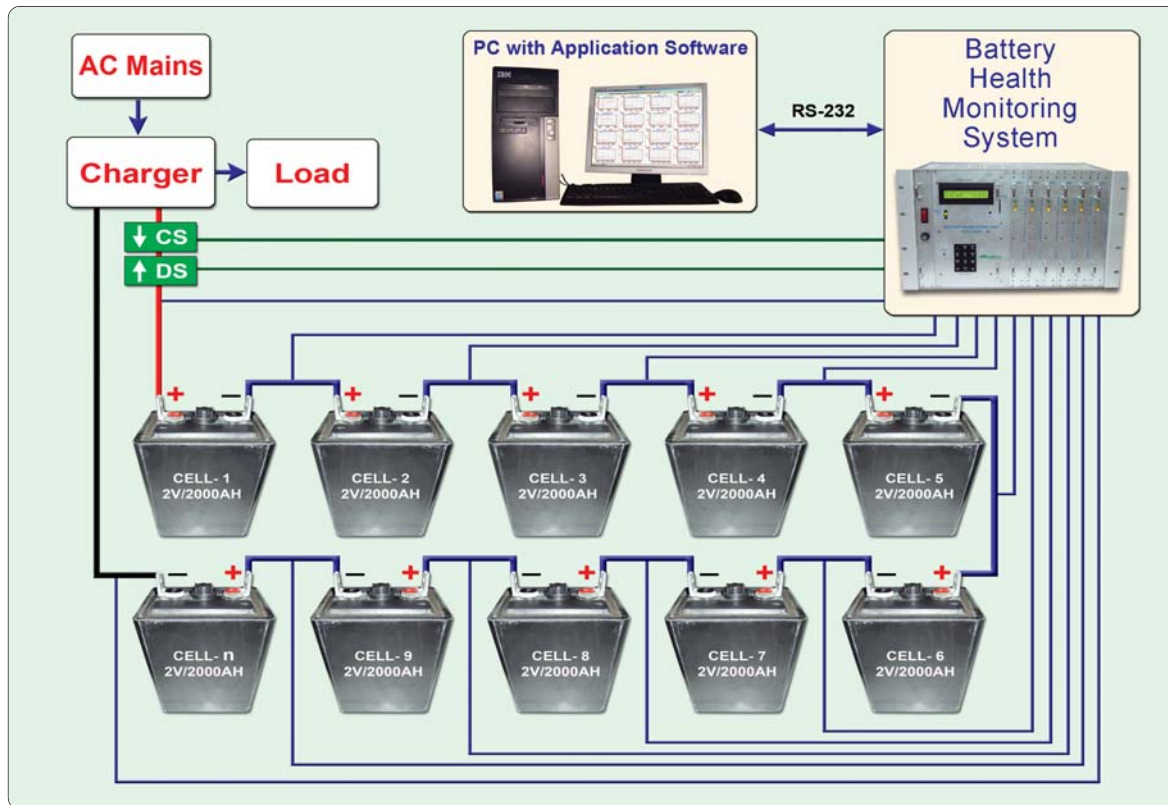 AC Mains
Charger
Load
↓ CS
↑ DS
PC with Application Software
IBM
RS-232
Battery
Health
Monitoring
System
+ −
+ −
+ −
+ −
+ −
CELL- 1
2V/2000AH
CELL- 2
2V/2000AH
CELL- 3
2V/2000AH
CELL- 4
2V/2000AH
CELL- 5
2V/2000AH
− +
− +
− +
− +
− +
CELL- n
2V/2000AH
CELL- 9
2V/2000AH
CELL- 8
2V/2000AH
CELL- 7
2V/2000AH
CELL- 6
2V/2000AH